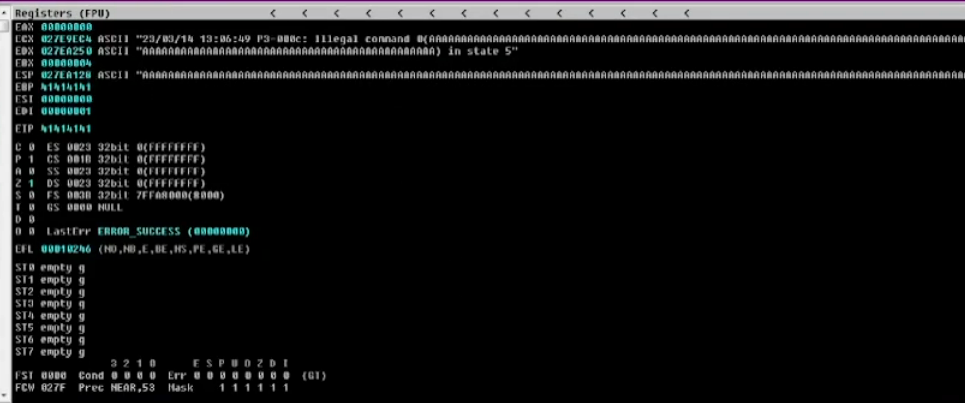 Registers (FPU) < < < < < < < < < < < < < <
EAX 00000000
ECX 027E9EC4 ASCII "23/03/14 13:06:49 P3-000c: Illegal command 0(AAAAAAAAAAAAAAAAAAAAAAAAAAAAAAAAAAAAAAAAAAAAAAAAAAAAAAAAAAAAAAAAAAAAAAAAAAAAAAAAAAAA
EDX 027EA250 ASCII "AAAAAAAAAAAAAAAAAAAAAAAAAAAAAAAAAAAAAAAAAAAAAA) in state 5"
EBX 00000004
ESP 027EA128 ASCII "AAAAAAAAAAAAAAAAAAAAAAAAAAAAAAAAAAAAAAAAAAAAAAAAAAAAAAAAAAAAAAAAAAAAAAAAAAAAAAAAAAAAAAAAAAAAAAAAAAAAAAAAAAAAAAAAAAAAAAAAAAAAAAAA
EBP 41414141
ESI 00000000
EDI 00000001
EIP 41414141
C 0 ES 0023 32bit 0(FFFFFFFF)
P 1 CS 001B 32bit 0(FFFFFFFF)
A 0 SS 0023 32bit 0(FFFFFFFF)
Z 1 DS 0023 32bit 0(FFFFFFFF)
S 0 FS 003B 32bit 7FFA8000(8000)
T 0 GS 0000 NULL
D 0
O 0 LastErr ERROR_SUCCESS (00000000)
EFL 00010246 (NO,NB,E,BE,NS,PE,GE,LE)
ST0 empty g
ST1 empty g
ST2 empty g
ST3 empty g
ST4 empty g
ST5 empty g
ST6 empty g
ST7 empty g
3 2 1 0 E S P U O Z D I
FST 0000 Cond 0 0 0 0 Err 0 0 0 0 0 0 0 0 (GT)
FCW 027F Prec NEAR,53 Mask 1 1 1 1 1 1